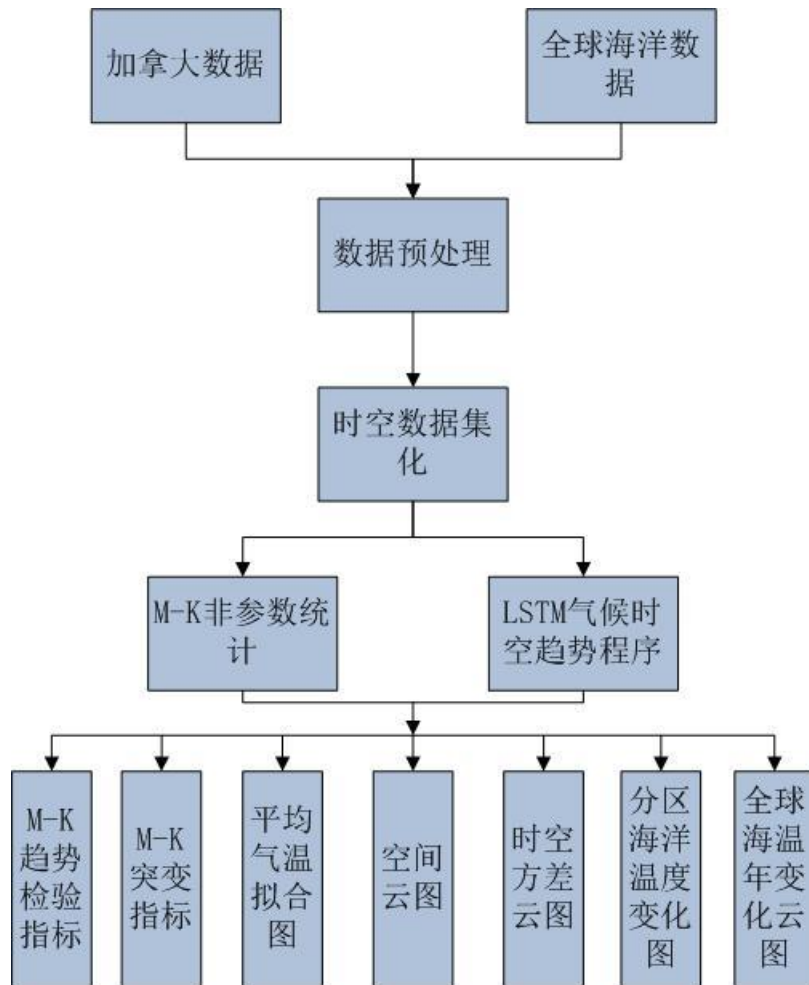 加拿大数据
全球海洋数
据
数据预处理
时空数据集
化
M-K非参数统
计
LSTM气候时
空趋势程序
M-K
趋势
检验
指标
M-K
突变
指标
平均
气温
拟合
图
空间
云图
时空
方差
云图
分区
海洋
温度
变化
图
全球
海温
年变
化云
图